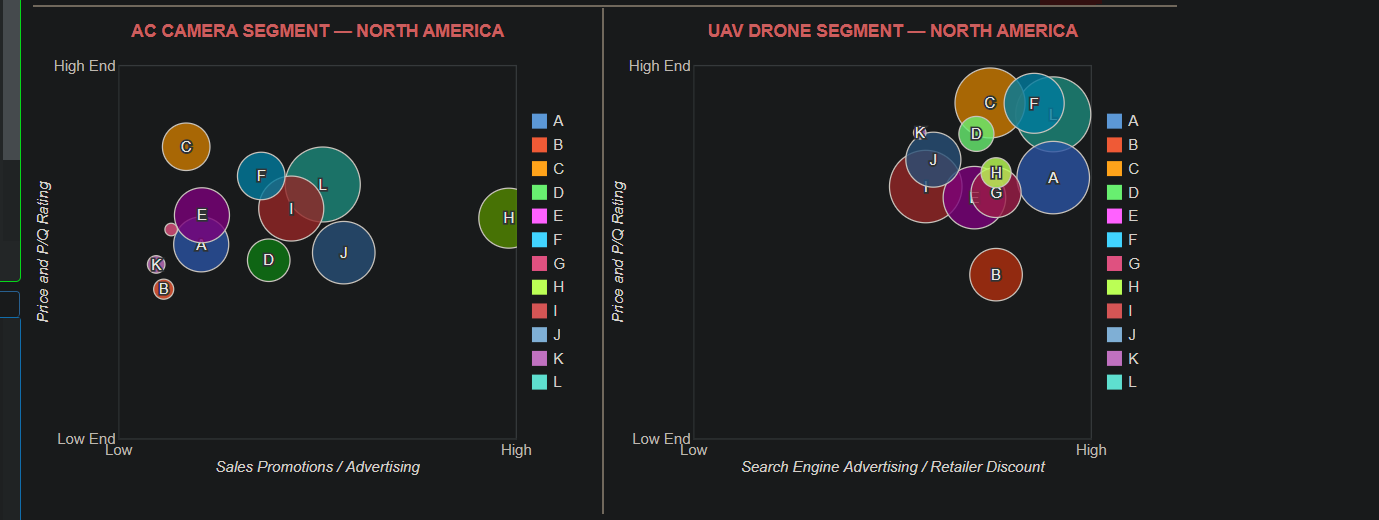 AC CAMERA SEGMENT — NORTH AMERICA
High End
Price and P/Q Rating
C
F
L
E
I
H
A
J
D
K
B
Low End
Low
High
Sales Promotions / Advertising
A
B
C
D
E
F
G
H
I
J
K
L
UAV DRONE SEGMENT — NORTH AMERICA
High End
Price and P/Q Rating
C
F
L
K
D
J
H
A
I
G
E
B
Low End
Low
High
Search Engine Advertising / Retailer Discount
A
B
C
D
E
F
G
H
I
J
K
L